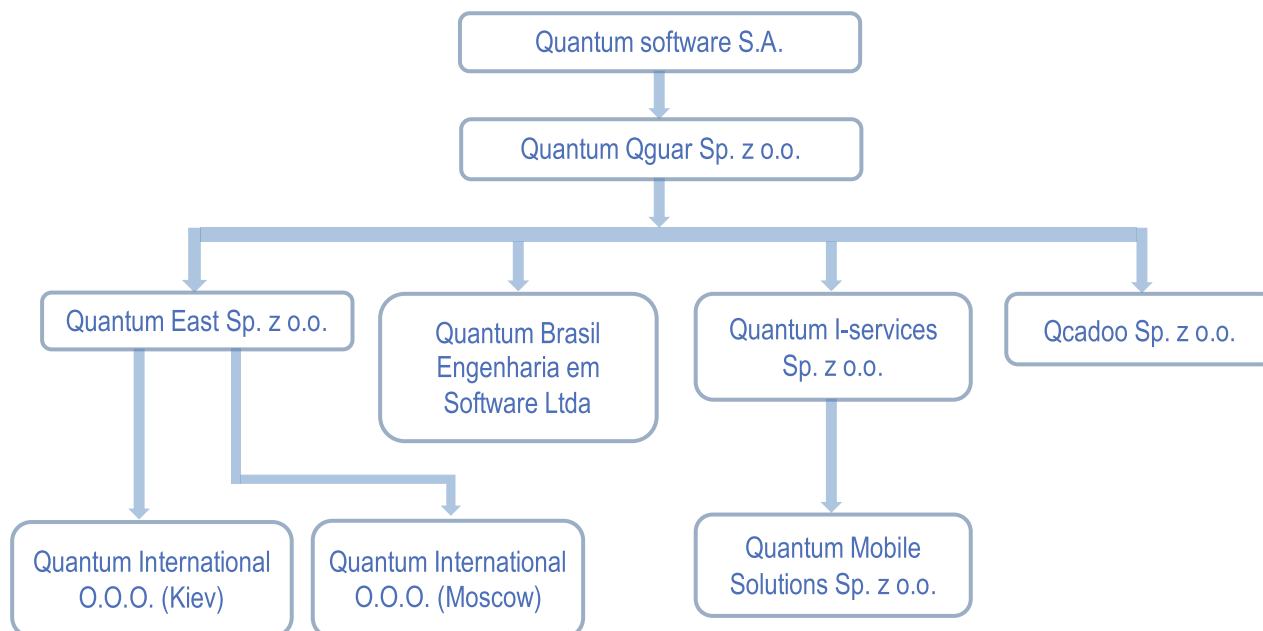 Quantum software S.A.
Quantum Qguar Sp. z o.o.
Quantum East Sp. z o.o.
Quantum Brasil
Engenharia em
Software Ltda
Quantum I-services
Sp. z o.o.
Qcadoo Sp. z o.o.
Quantum International
O.O.O. (Kiev)
Quantum International
O.O.O. (Moscow)
Quantum Mobile
Solutions Sp. z o.o.